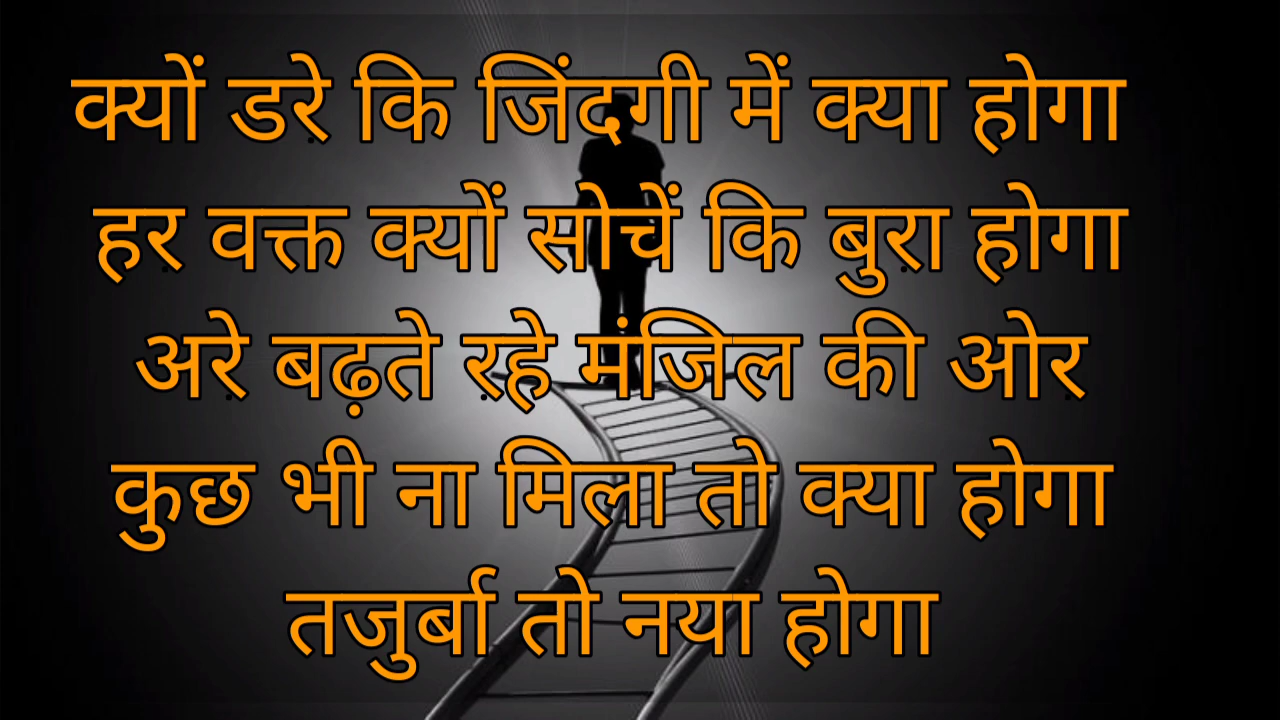 क्यों डरे कि जिंदगी में क्या होगा
हर वक्त क्यों सोचें कि बुरा होगा
अरे बढ़ते रहे मंजिल की ओर
कुछ भी ना मिला तो क्या होगा
तजुर्बा तो नया होगा